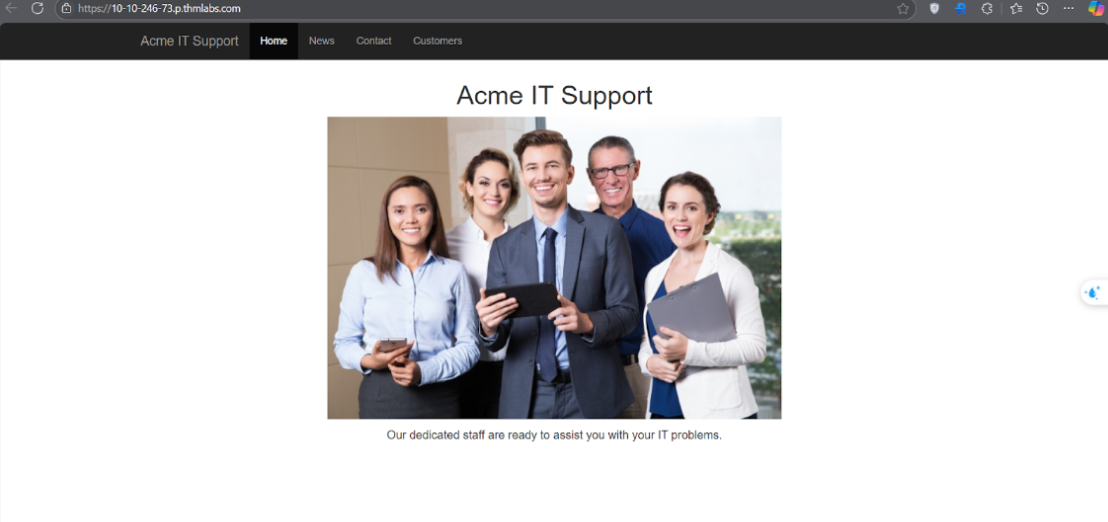 https://10-10-246-73.p.thmlabs.com
Acme IT Support Home News Contact Customers
Acme IT Support
Our dedicated staff are ready to assist you with your IT problems.